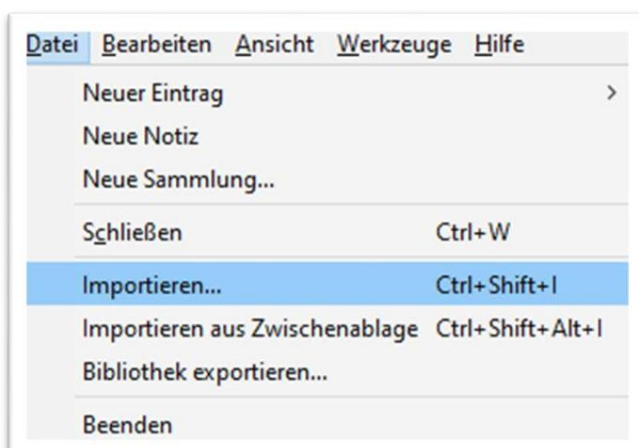 Datei Bearbeiten Ansicht Werkzeuge Hilfe
Neuer Eintrag >
Neue Notiz
Neue Sammlung...
Schließen Ctrl+W
Importieren... Ctrl+Shift+I
Importieren aus Zwischenablage Ctrl+Shift+Alt+I
Bibliothek exportieren...
Beenden